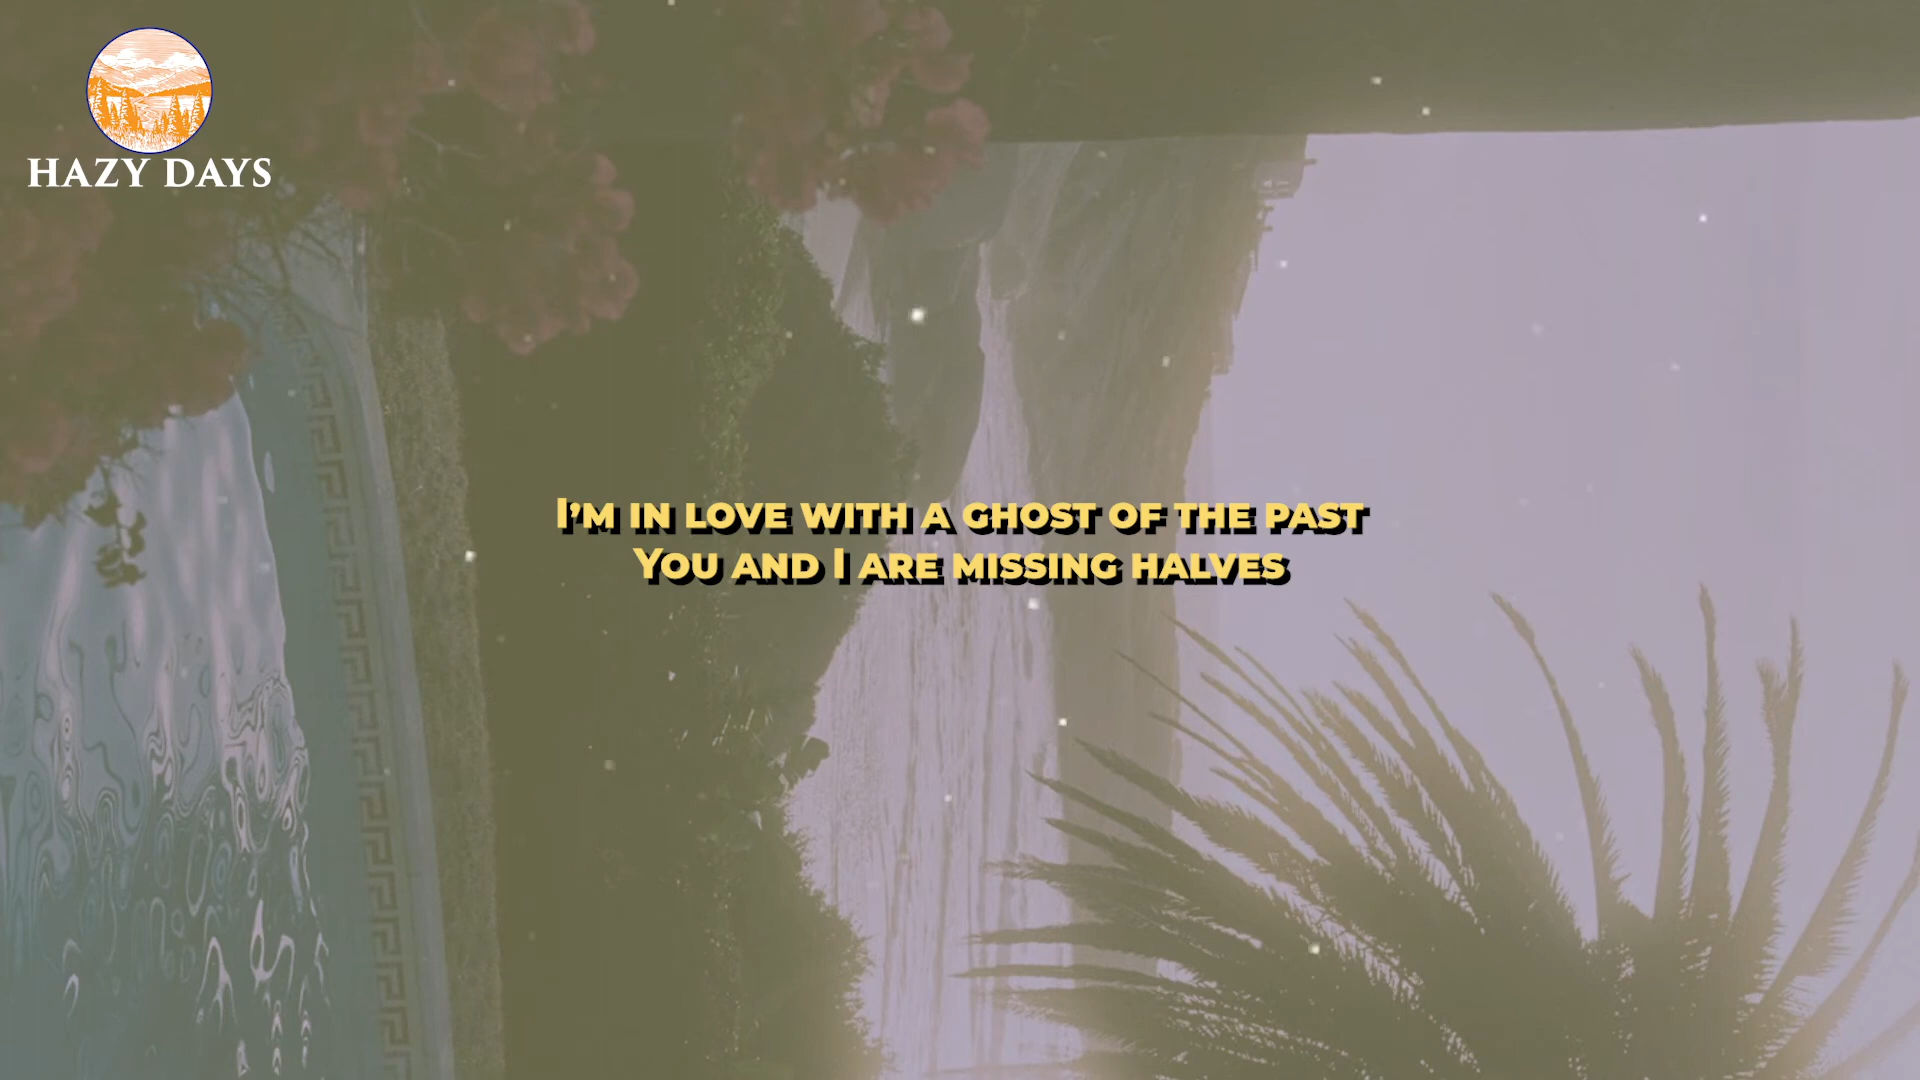 HAZY DAYS
I'm in love with a ghost of the past
You and I are missing halves